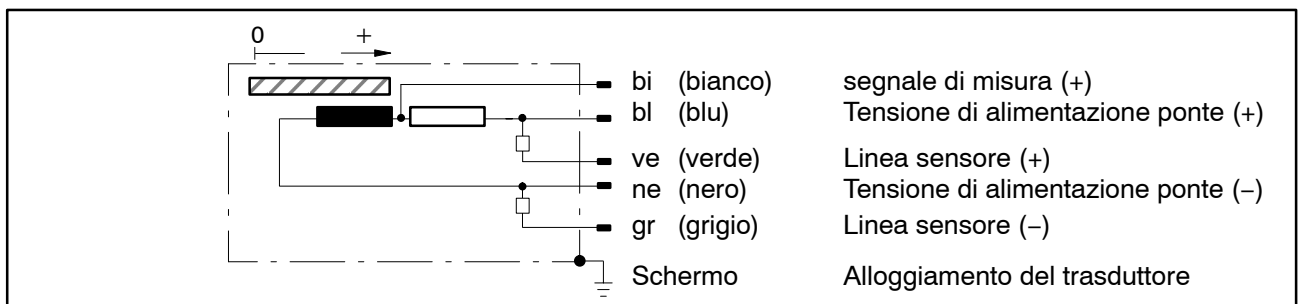 0 +
bi (bianco) segnale di misura (+)
bl (blu) Tensione di alimentazione ponte (+)
ve (verde) Linea sensore (+)
ne (nero) Tensione di alimentazione ponte (−)
gr (grigio) Linea sensore (−)
Schermo Alloggiamento del trasduttore